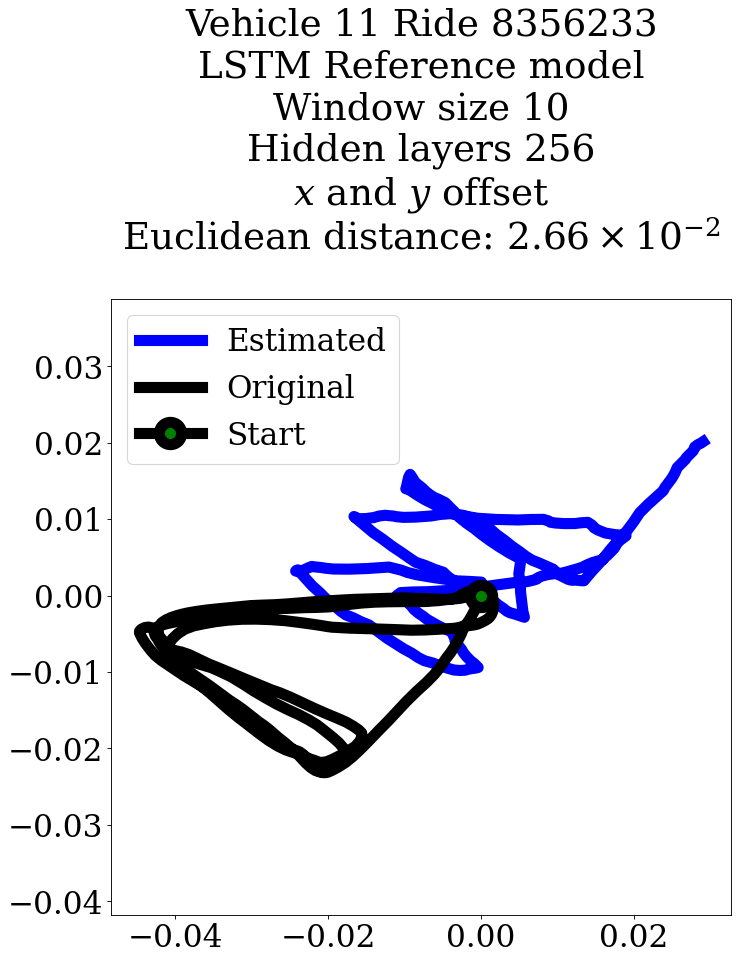 Vehicle 11 Ride 8356233
LSTM Reference model
Window size 10
Hidden layers 256
x and y offset
Euclidean distance: 2.66 × 10⁻²
Estimated
Original
Start
0.03
0.02
0.01
0.00
−0.01
−0.02
−0.03
−0.04
−0.04 −0.02 0.00 0.02